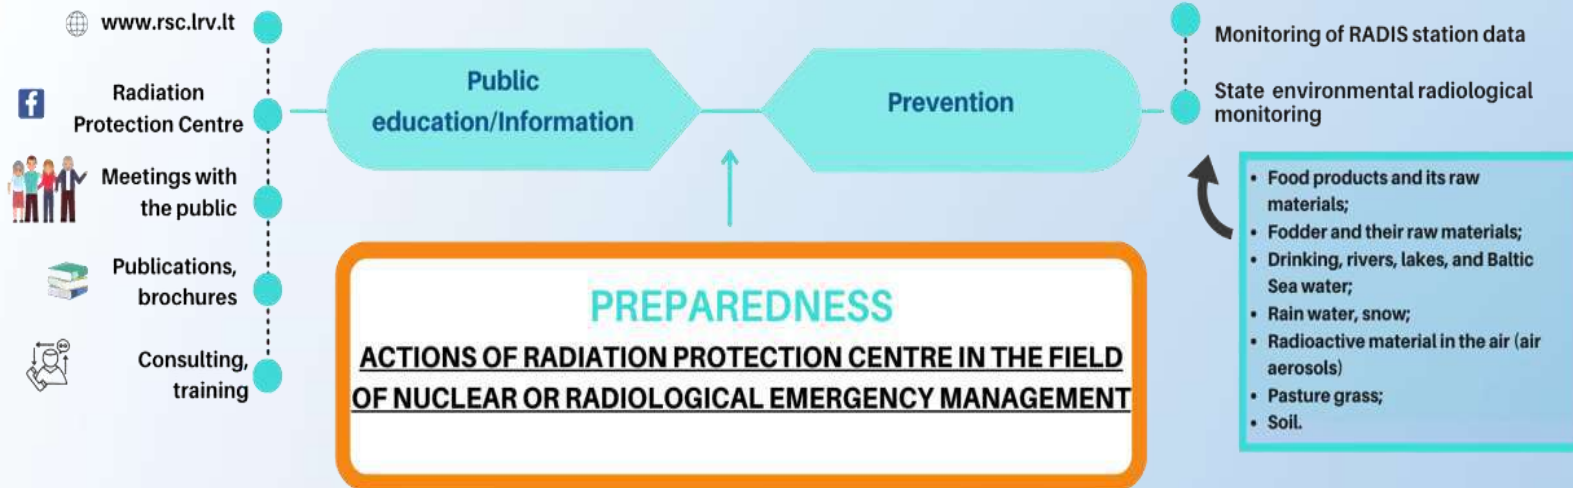 www.rsc.lrv.lt
Radiation
Protection Centre
Meetings with
the public
Publications,
brochures
Consulting,
training
Public
education/Information
Prevention
PREPAREDNESS
ACTIONS OF RADIATION PROTECTION CENTRE IN THE FIELD
OF NUCLEAR OR RADIOLOGICAL EMERGENCY MANAGEMENT
Monitoring of RADIS station data
State environmental radiological
monitoring
• Food products and its raw
materials;
• Fodder and their raw materials;
• Drinking, rivers, lakes, and Baltic
Sea water;
• Rain water, snow;
• Radioactive material in the air (air
aerosols)
• Pasture grass;
• Soil.